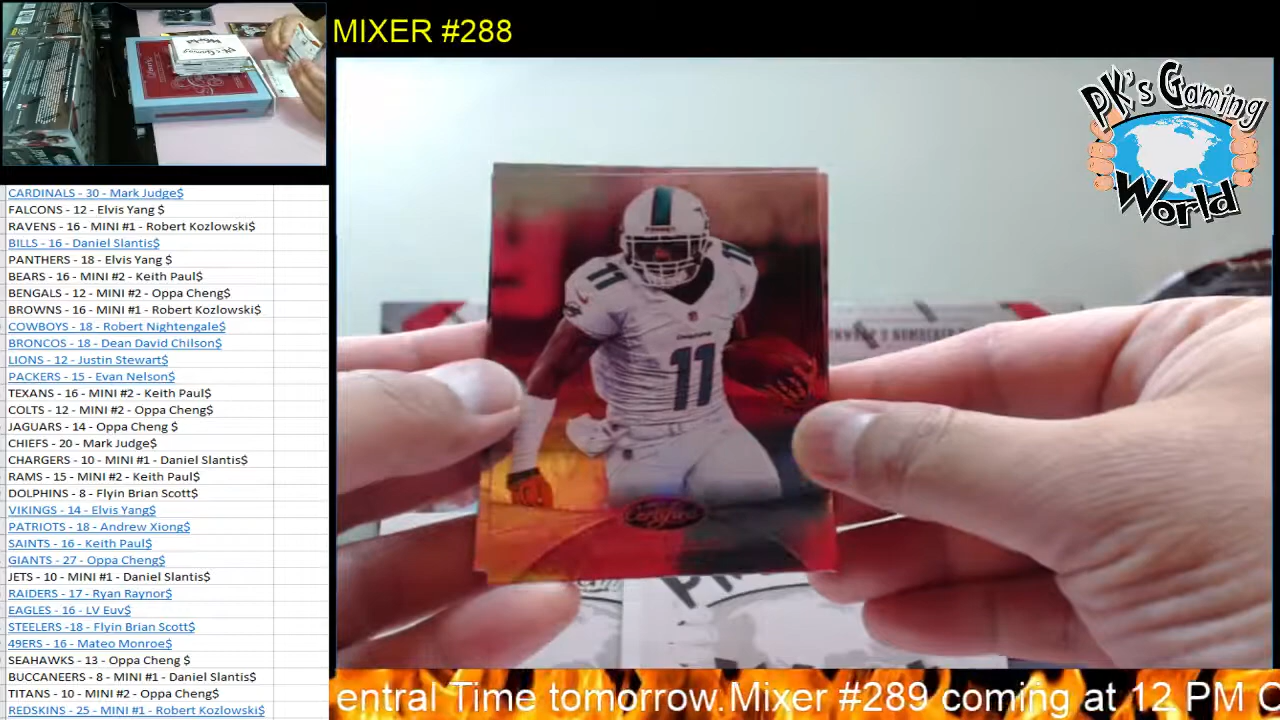 MIXER #288
PK's Gaming
World
CARDINALS - 30 - Mark Judge$
FALCONS - 12 - Elvis Yang $
RAVENS - 16 - MINI #1 - Robert Kozlowski$
BILLS - 16 - Daniel Slantis$
PANTHERS - 18 - Elvis Yang $
BEARS - 16 - MINI #2 - Keith Paul$
BENGALS - 12 - MINI #2 - Oppa Cheng$
BROWNS - 16 - MINI #1 - Robert Kozlowski$
COWBOYS - 18 - Robert Nightengale$
BRONCOS - 18 - Dean David Chilson$
LIONS - 12 - Justin Stewart$
PACKERS - 15 - Evan Nelson$
TEXANS - 16 - MINI #2 - Keith Paul$
COLTS - 12 - MINI #2 - Oppa Cheng$
JAGUARS - 14 - Oppa Cheng $
CHIEFS - 20 - Mark Judge$
CHARGERS - 10 - MINI #1 - Daniel Slantis$
RAMS - 15 - MINI #2 - Keith Paul$
DOLPHINS - 8 - Flyin Brian Scott$
VIKINGS - 14 - Elvis Yang$
PATRIOTS - 18 - Andrew Xiong$
SAINTS - 16 - Keith Paul$
GIANTS - 27 - Oppa Cheng$
JETS - 10 - MINI #1 - Daniel Slantis$
RAIDERS - 17 - Ryan Raynor$
EAGLES - 16 - LV Euv$
STEELERS -18 - Flyin Brian Scott$
49ERS - 16 - Mateo Monroe$
SEAHAWKS - 13 - Oppa Cheng $
BUCCANEERS - 8 - MINI #1 - Daniel Slantis$
TITANS - 10 - MINI #2 - Oppa Cheng$
REDSKINS - 25 - MINI #1 - Robert Kozlowski$
11
11
11
Certified
entral Time tomorrow.Mixer #289 coming at 12 PM C